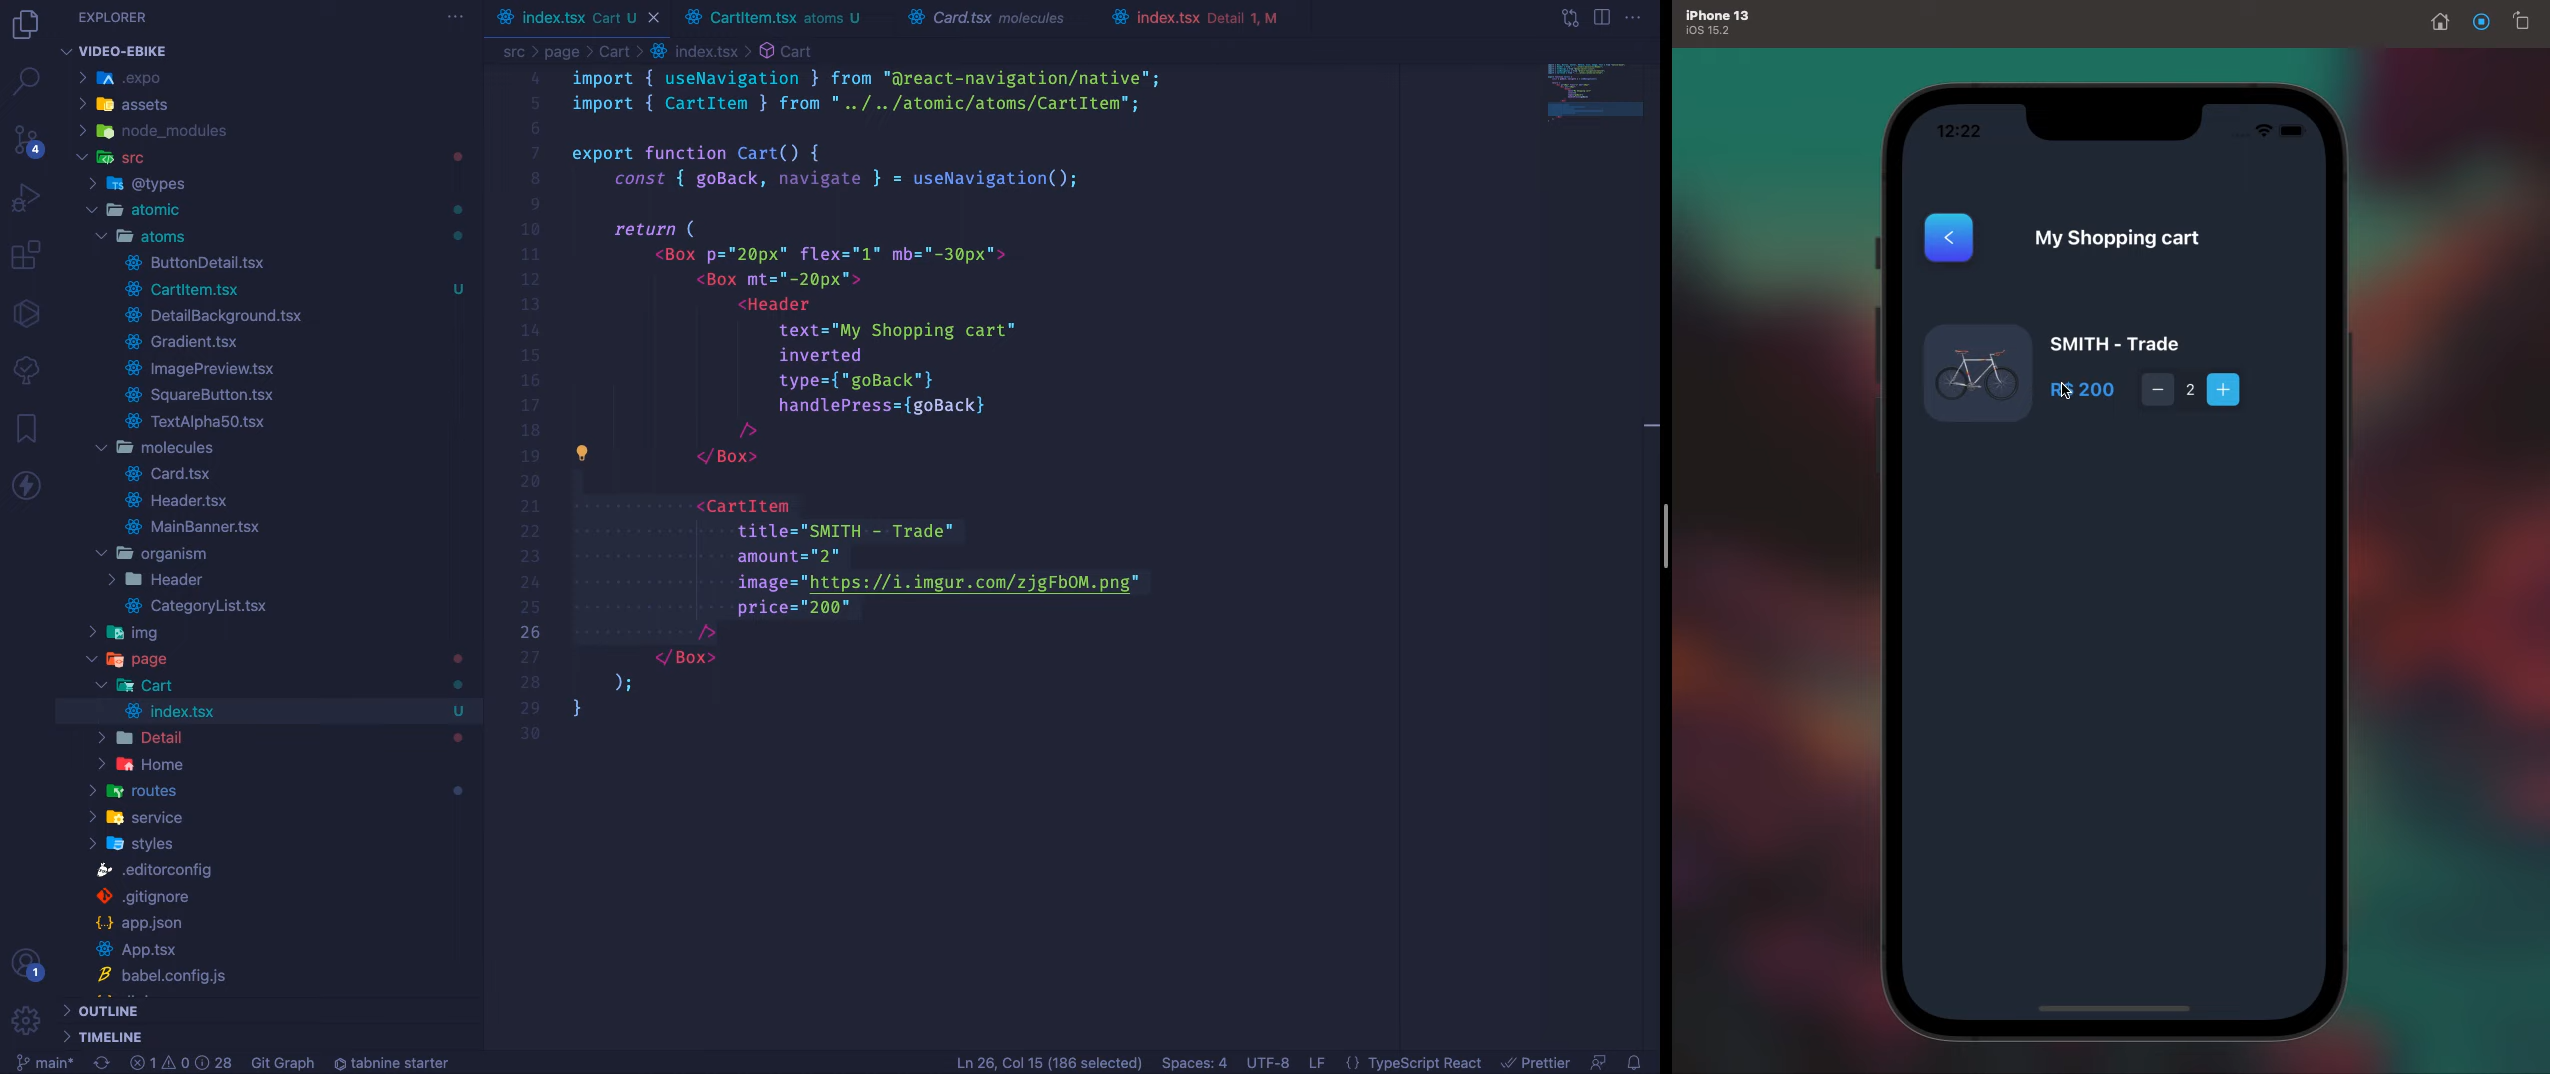 EXPLORER
VIDEO-EBIKE
.expo
assets
node_modules
src
@types
atomic
atoms
ButtonDetail.tsx
CartItem.tsx U
DetailBackground.tsx
Gradient.tsx
ImagePreview.tsx
SquareButton.tsx
TextAlpha50.tsx
molecules
Card.tsx
Header.tsx
MainBanner.tsx
organism
Header
CategoryList.tsx
img
page
Cart
index.tsx U
Detail
Home
routes
service
styles
.editorconfig
.gitignore
app.json
App.tsx
babel.config.js
OUTLINE
TIMELINE
4
1
index.tsx Cart U
CartItem.tsx atoms U
Card.tsx molecules
index.tsx Detail 1, M
src > page > Cart > index.tsx > Cart
4 import { useNavigation } from "@react-navigation/native";
5 import { CartItem } from "../../atomic/atoms/CartItem";
6
7 export function Cart() {
8 const { goBack, navigate } = useNavigation();
9
10 return (
11 <Box p="20px" flex="1" mb="-30px">
12 <Box mt="-20px">
13 <Header
14 text="My Shopping cart"
15 inverted
16 type={"goBack"}
17 handlePress={goBack}
18 />
19 </Box>
20
21 <CartItem
22 title="SMITH - Trade"
23 amount="2"
24 image="https://i.imgur.com/zjgFbOM.png"
25 price="200"
26 />
27 </Box>
28 );
29 }
30
main*
1 0 28
Git Graph
tabnine starter
Ln 26, Col 15 (186 selected)
Spaces: 4
UTF-8
LF
{} TypeScript React
Prettier
iPhone 13
iOS 15.2
12:22
My Shopping cart
SMITH - Trade
R$ 200
− 2 +